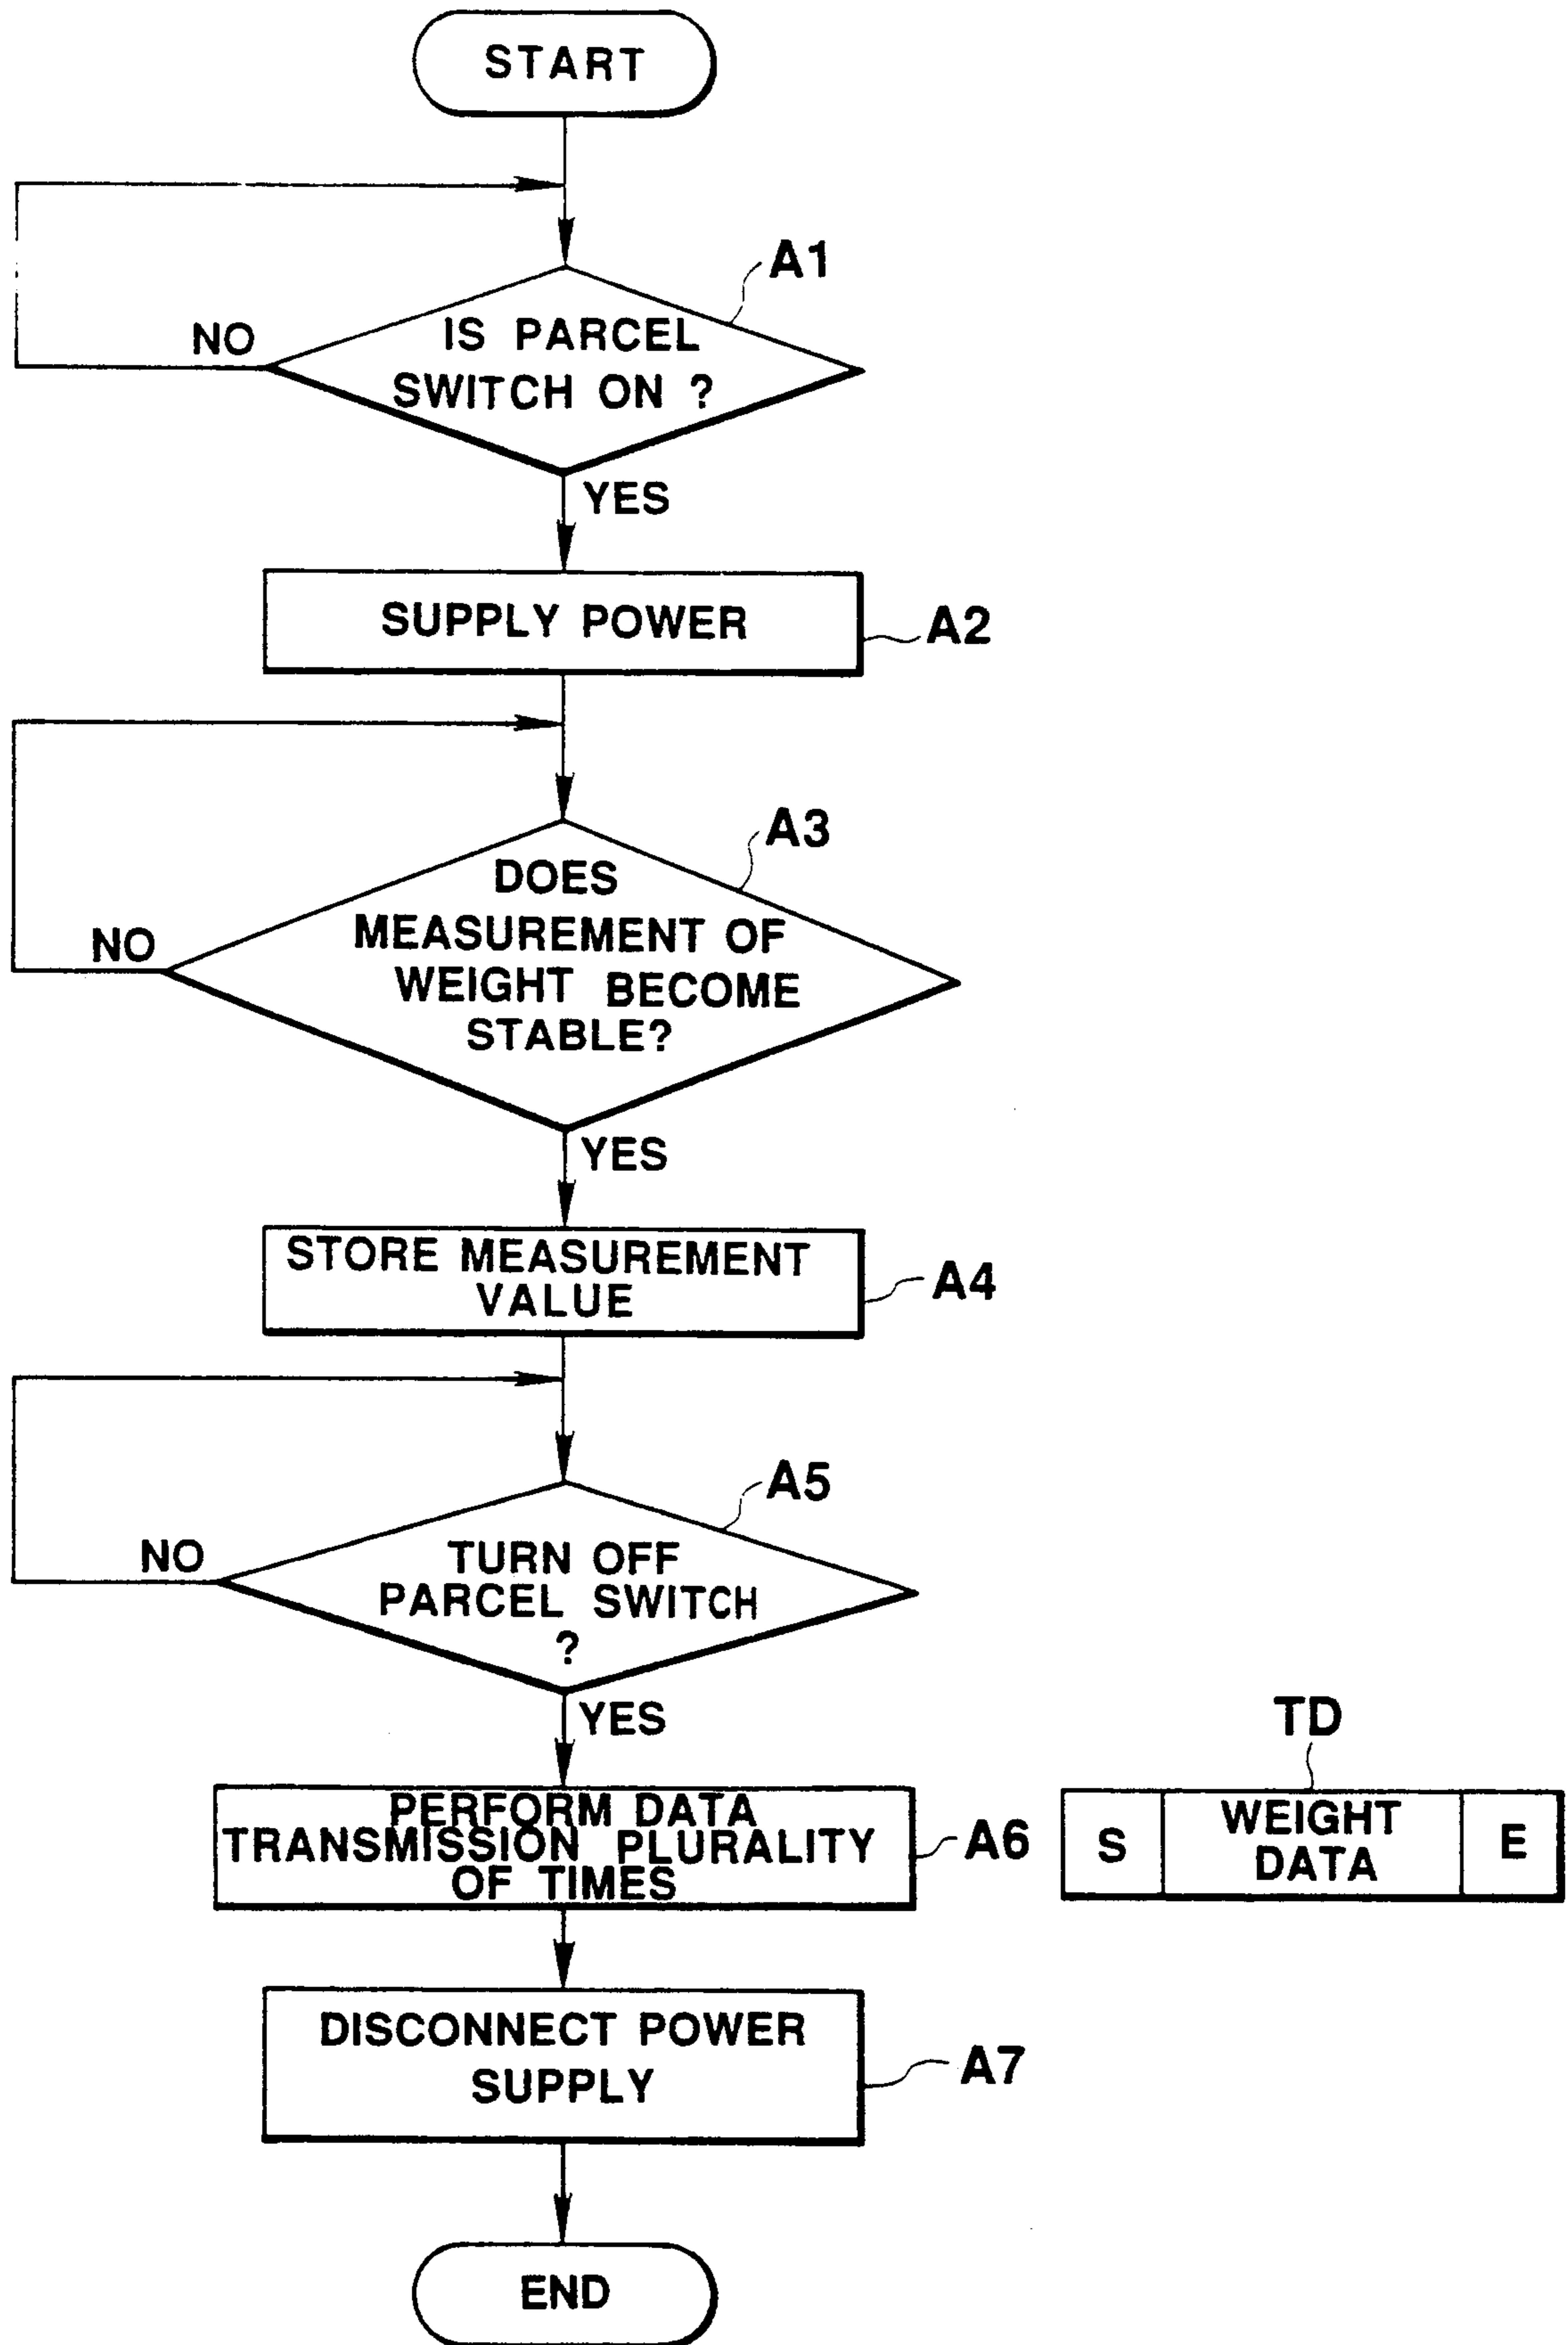 START
A1
NO
IS PARCEL
SWITCH ON ?
YES
SUPPLY POWER
A2
A3
NO
DOES
MEASUREMENT OF
WEIGHT BECOME
STABLE?
YES
STORE MEASUREMENT
VALUE
A4
A5
NO
TURN OFF
PARCEL SWITCH
?
YES
PERFORM DATA
TRANSMISSION PLURALITY
OF TIMES
A6
TD
S
WEIGHT
DATA
E
DISCONNECT POWER
SUPPLY
A7
END